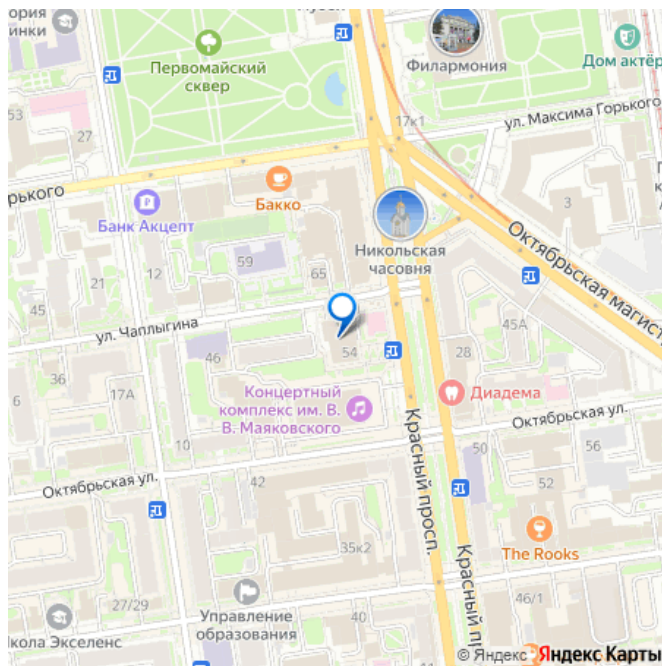 Филармония
Дом актёр
Первомайский
сквер
инки
53
27
17к1
ул. Максима Горького
рького
Бакко
Банк Акцепт
3
Никольская
часовня
Октябрьская магист
59
65
12
21
45
ул. Чаплыгина
54
46
45А
28
6
17А
Концертный
комплекс им. В.
В. Маяковского
Диадема
Октябрьская ул.
10
50
56
Красный просп.
Октябрьская ул.
42
52
The Rooks
35к2
Красный пр
27/29
Управление
образования
40
46/1
кола Экселенс
© Яндекс Яндекс Карты